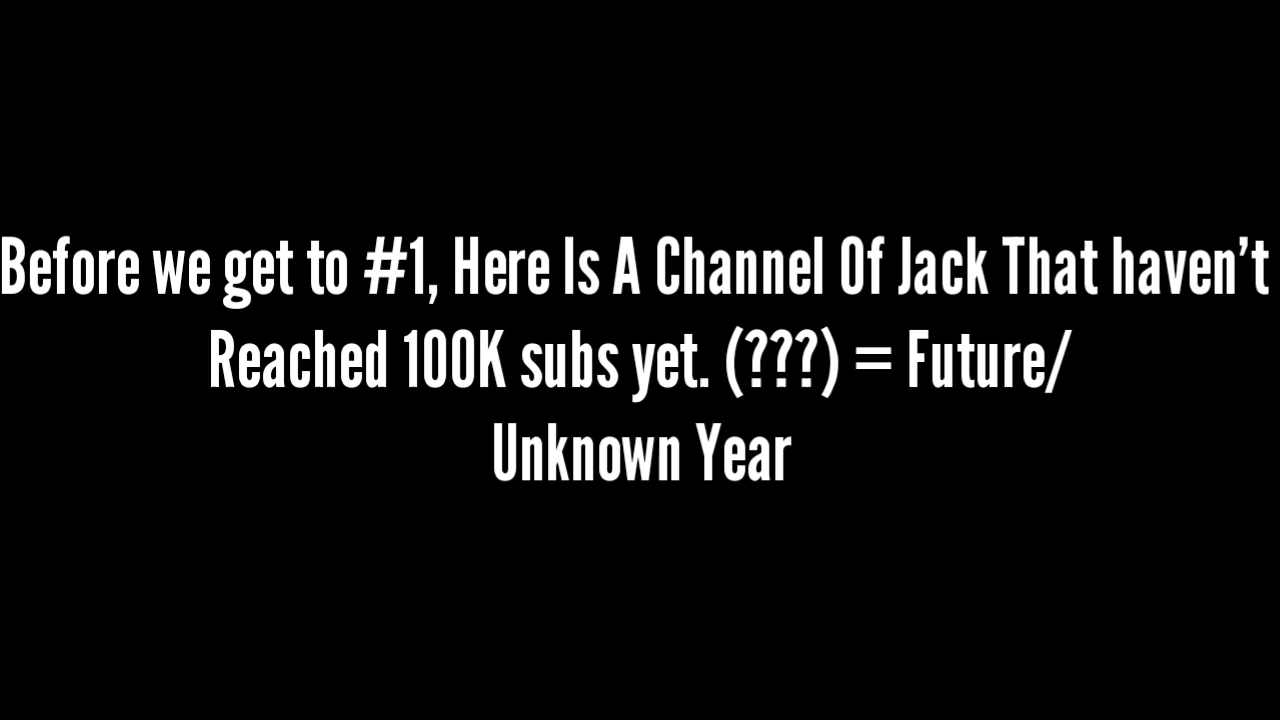 Before we get to #1, Here Is A Channel Of Jack That haven’t
Reached 100K subs yet. (???) = Future/
Unknown Year